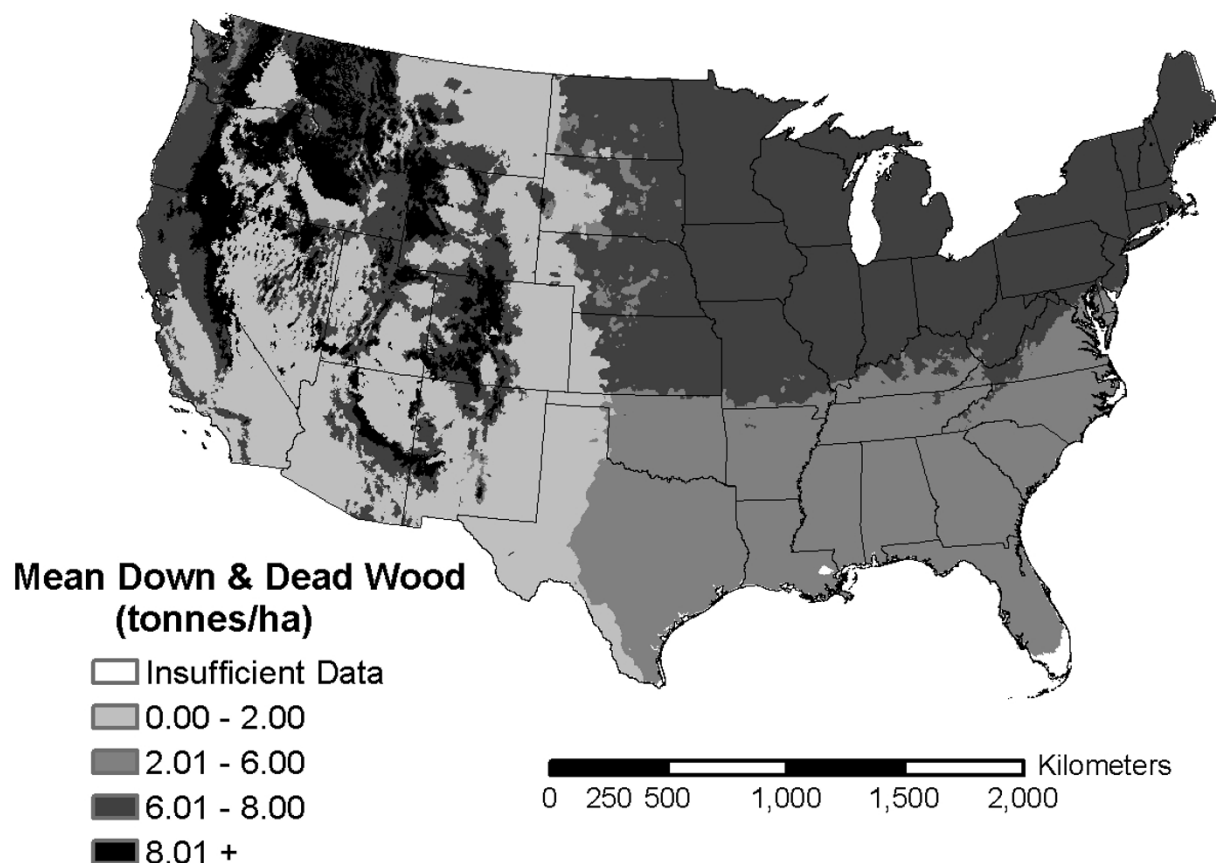 Mean Down & Dead Wood
(tonnes/ha)
Insufficient Data
0.00 - 2.00
2.01 - 6.00
6.01 - 8.00
8.01 +
Kilometers
0 250 500 1,000 1,500 2,000